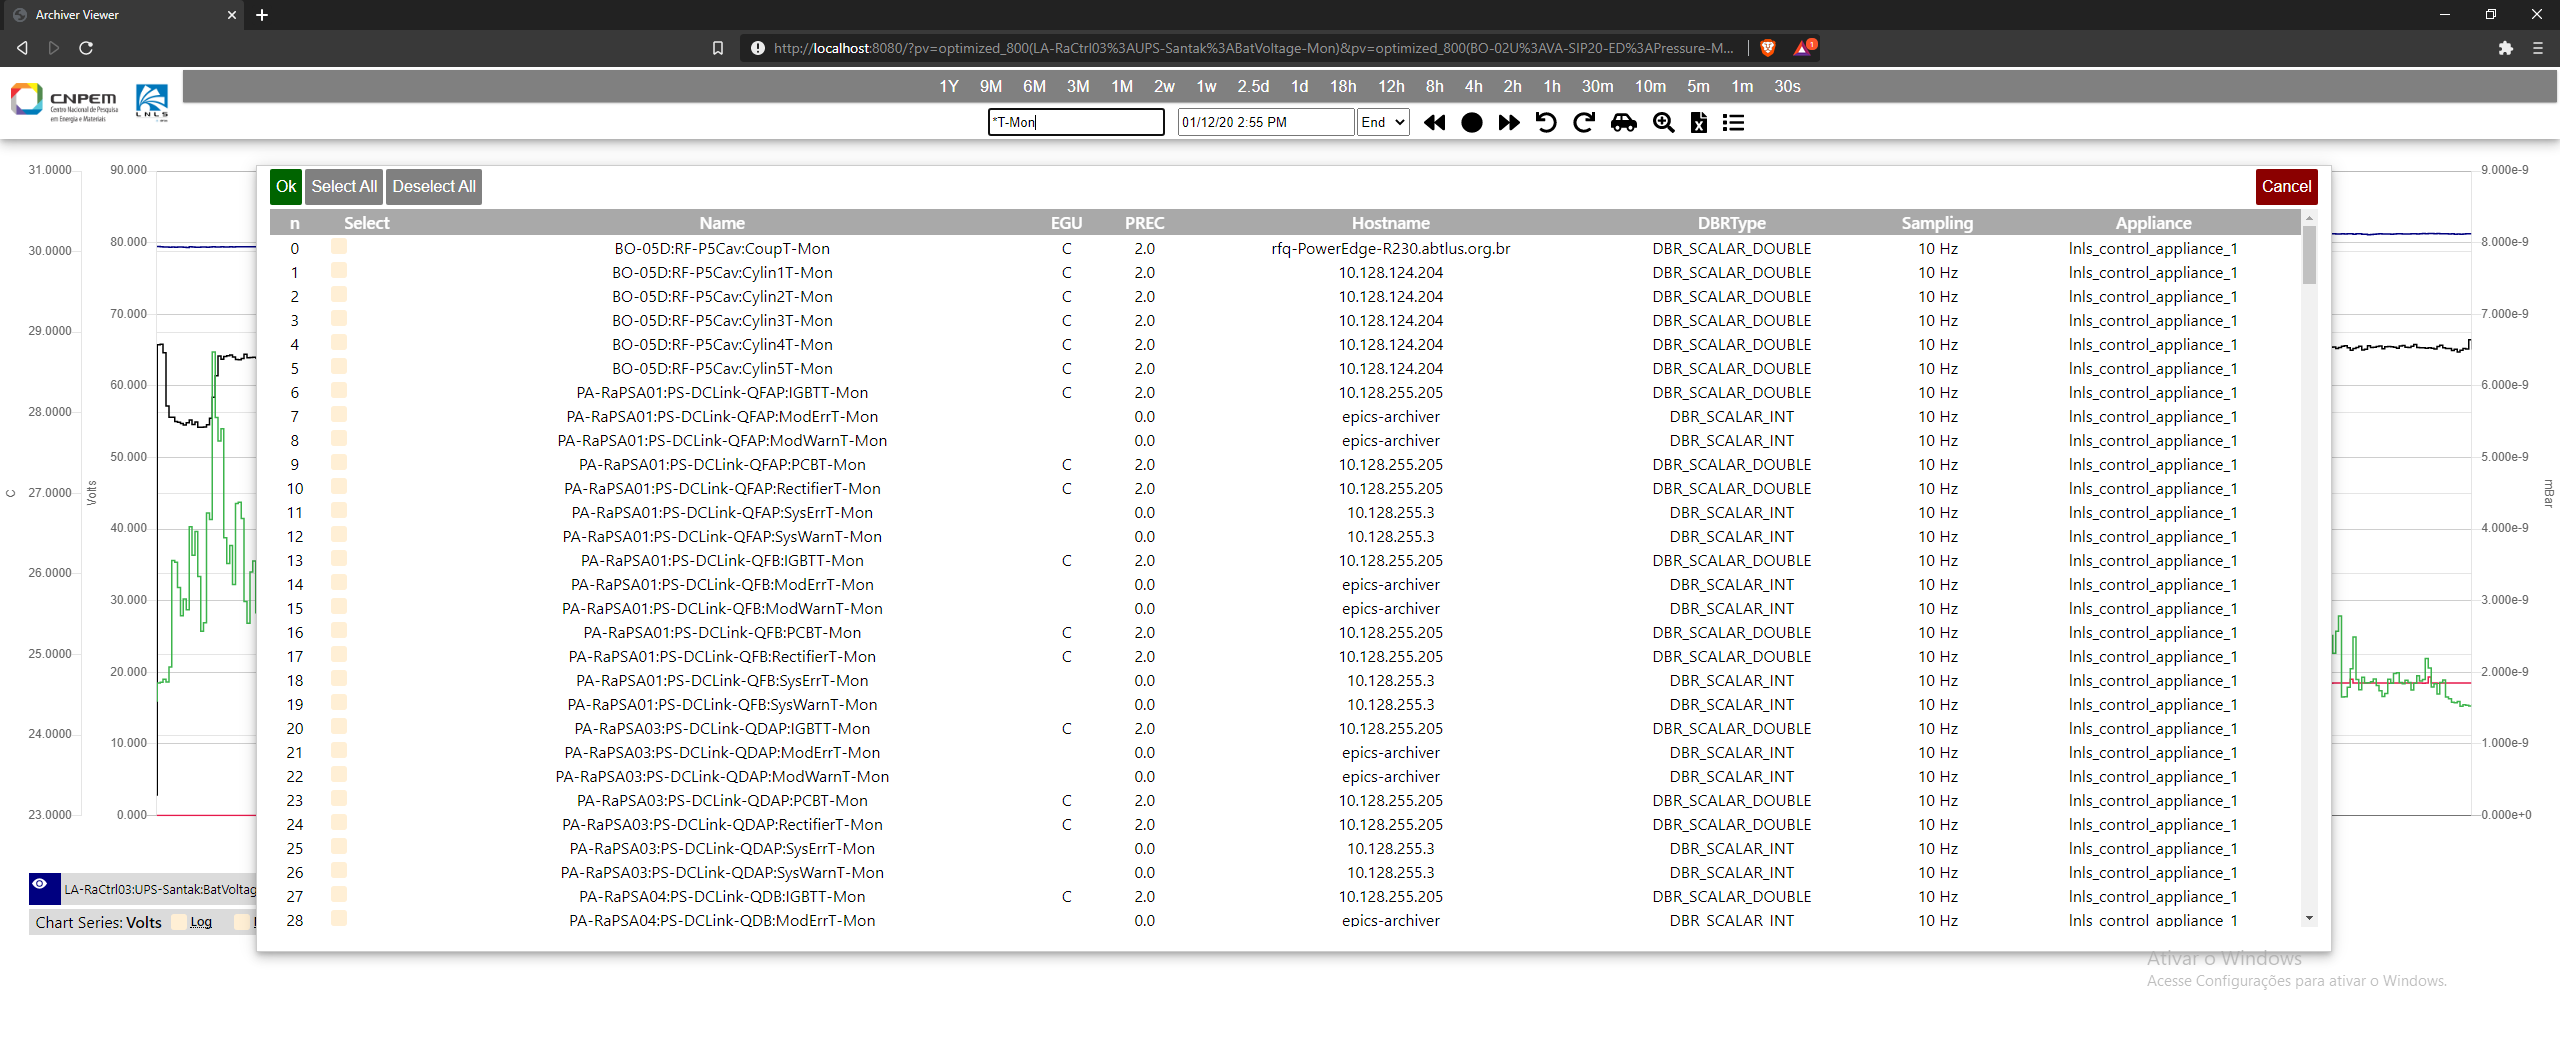 Archiver Viewer
http://localhost:8080/?pv=optimized_800(LA-RaCtrl03%3AUPS-Santak%3ABatVoltage-Mon)&pv=optimized_800(BO-02U%3AVA-SIP20-ED%3APressure-M...
1
CNPEM
Centro Nacional de Pesquisa
em Energia e Materiais
LNLS
1Y 9M 6M 3M 1M 2w 1w 2.5d 1d 18h 12h 8h 4h 2h 1h 30m 10m 5m 1m 30s
*T-Mon 01/12/20 2:55 PM End
Ok Select All Deselect All Cancel
n Select Name EGU PREC Hostname DBRType Sampling Appliance
0 BO-05D:RF-P5Cav:CoupT-Mon C 2.0 rfq-PowerEdge-R230.abtlus.org.br DBR_SCALAR_DOUBLE 10 Hz lnls_control_appliance_1
1 BO-05D:RF-P5Cav:Cylin1T-Mon C 2.0 10.128.124.204 DBR_SCALAR_DOUBLE 10 Hz lnls_control_appliance_1
2 BO-05D:RF-P5Cav:Cylin2T-Mon C 2.0 10.128.124.204 DBR_SCALAR_DOUBLE 10 Hz lnls_control_appliance_1
3 BO-05D:RF-P5Cav:Cylin3T-Mon C 2.0 10.128.124.204 DBR_SCALAR_DOUBLE 10 Hz lnls_control_appliance_1
4 BO-05D:RF-P5Cav:Cylin4T-Mon C 2.0 10.128.124.204 DBR_SCALAR_DOUBLE 10 Hz lnls_control_appliance_1
5 BO-05D:RF-P5Cav:Cylin5T-Mon C 2.0 10.128.124.204 DBR_SCALAR_DOUBLE 10 Hz lnls_control_appliance_1
6 PA-RaPSA01:PS-DCLink-QFAP:IGBTT-Mon C 2.0 10.128.255.205 DBR_SCALAR_DOUBLE 10 Hz lnls_control_appliance_1
7 PA-RaPSA01:PS-DCLink-QFAP:ModErrT-Mon 0.0 epics-archiver DBR_SCALAR_INT 10 Hz lnls_control_appliance_1
8 PA-RaPSA01:PS-DCLink-QFAP:ModWarnT-Mon 0.0 epics-archiver DBR_SCALAR_INT 10 Hz lnls_control_appliance_1
9 PA-RaPSA01:PS-DCLink-QFAP:PCBT-Mon C 2.0 10.128.255.205 DBR_SCALAR_DOUBLE 10 Hz lnls_control_appliance_1
10 PA-RaPSA01:PS-DCLink-QFAP:RectifierT-Mon C 2.0 10.128.255.205 DBR_SCALAR_DOUBLE 10 Hz lnls_control_appliance_1
11 PA-RaPSA01:PS-DCLink-QFAP:SysErrT-Mon 0.0 10.128.255.3 DBR_SCALAR_INT 10 Hz lnls_control_appliance_1
12 PA-RaPSA01:PS-DCLink-QFAP:SysWarnT-Mon 0.0 10.128.255.3 DBR_SCALAR_INT 10 Hz lnls_control_appliance_1
13 PA-RaPSA01:PS-DCLink-QFB:IGBTT-Mon C 2.0 10.128.255.205 DBR_SCALAR_DOUBLE 10 Hz lnls_control_appliance_1
14 PA-RaPSA01:PS-DCLink-QFB:ModErrT-Mon 0.0 epics-archiver DBR_SCALAR_INT 10 Hz lnls_control_appliance_1
15 PA-RaPSA01:PS-DCLink-QFB:ModWarnT-Mon 0.0 epics-archiver DBR_SCALAR_INT 10 Hz lnls_control_appliance_1
16 PA-RaPSA01:PS-DCLink-QFB:PCBT-Mon C 2.0 10.128.255.205 DBR_SCALAR_DOUBLE 10 Hz lnls_control_appliance_1
17 PA-RaPSA01:PS-DCLink-QFB:RectifierT-Mon C 2.0 10.128.255.205 DBR_SCALAR_DOUBLE 10 Hz lnls_control_appliance_1
18 PA-RaPSA01:PS-DCLink-QFB:SysErrT-Mon 0.0 10.128.255.3 DBR_SCALAR_INT 10 Hz lnls_control_appliance_1
19 PA-RaPSA01:PS-DCLink-QFB:SysWarnT-Mon 0.0 10.128.255.3 DBR_SCALAR_INT 10 Hz lnls_control_appliance_1
20 PA-RaPSA03:PS-DCLink-QDAP:IGBTT-Mon C 2.0 10.128.255.205 DBR_SCALAR_DOUBLE 10 Hz lnls_control_appliance_1
21 PA-RaPSA03:PS-DCLink-QDAP:ModErrT-Mon 0.0 epics-archiver DBR_SCALAR_INT 10 Hz lnls_control_appliance_1
22 PA-RaPSA03:PS-DCLink-QDAP:ModWarnT-Mon 0.0 epics-archiver DBR_SCALAR_INT 10 Hz lnls_control_appliance_1
23 PA-RaPSA03:PS-DCLink-QDAP:PCBT-Mon C 2.0 10.128.255.205 DBR_SCALAR_DOUBLE 10 Hz lnls_control_appliance_1
24 PA-RaPSA03:PS-DCLink-QDAP:RectifierT-Mon C 2.0 10.128.255.205 DBR_SCALAR_DOUBLE 10 Hz lnls_control_appliance_1
25 PA-RaPSA03:PS-DCLink-QDAP:SysErrT-Mon 0.0 10.128.255.3 DBR_SCALAR_INT 10 Hz lnls_control_appliance_1
26 PA-RaPSA03:PS-DCLink-QDAP:SysWarnT-Mon 0.0 10.128.255.3 DBR_SCALAR_INT 10 Hz lnls_control_appliance_1
27 PA-RaPSA04:PS-DCLink-QDB:IGBTT-Mon C 2.0 10.128.255.205 DBR_SCALAR_DOUBLE 10 Hz lnls_control_appliance_1
28 PA-RaPSA04:PS-DCLink-QDB:ModErrT-Mon 0.0 epics-archiver DBR_SCALAR_INT 10 Hz lnls_control_appliance_1
31.0000
30.0000
29.0000
28.0000
27.0000
26.0000
25.0000
24.0000
23.0000
C
90.000
80.000
70.000
60.000
50.000
40.000
30.000
20.000
10.000
0.000
Volts
9.000e-9
8.000e-9
7.000e-9
6.000e-9
5.000e-9
4.000e-9
3.000e-9
2.000e-9
1.000e-9
0.000e+0
mBar
LA-RaCtrl03:UPS-Santak:BatVoltag
Chart Series: Volts Log
Ativar o Windows
Acesse Configurações para ativar o Windows.